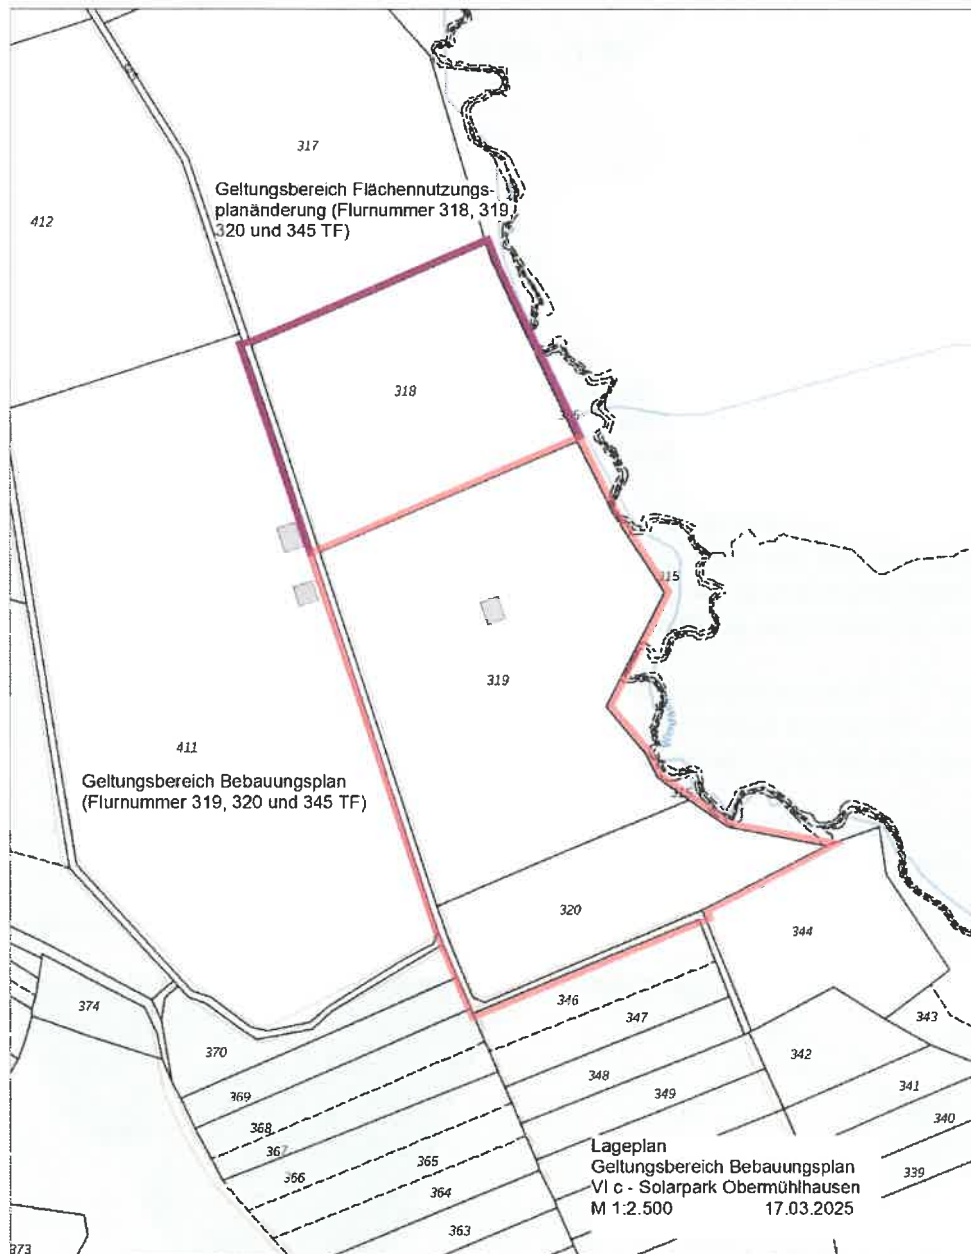 317
Geltungsbereich Flächennutzungs-
planänderung (Flurnummer 318, 319,
320 und 345 TF)
412
318
319
411
Geltungsbereich Bebauungsplan
(Flurnummer 319, 320 und 345 TF)
320
344
374
346
347
343
370
342
348
349
341
369
340
368
367
366
365
364
363
339
373
Lageplan
Geltungsbereich Bebauungsplan
VI c - Solarpark Obermühlhausen
M 1:2.500 17.03.2025